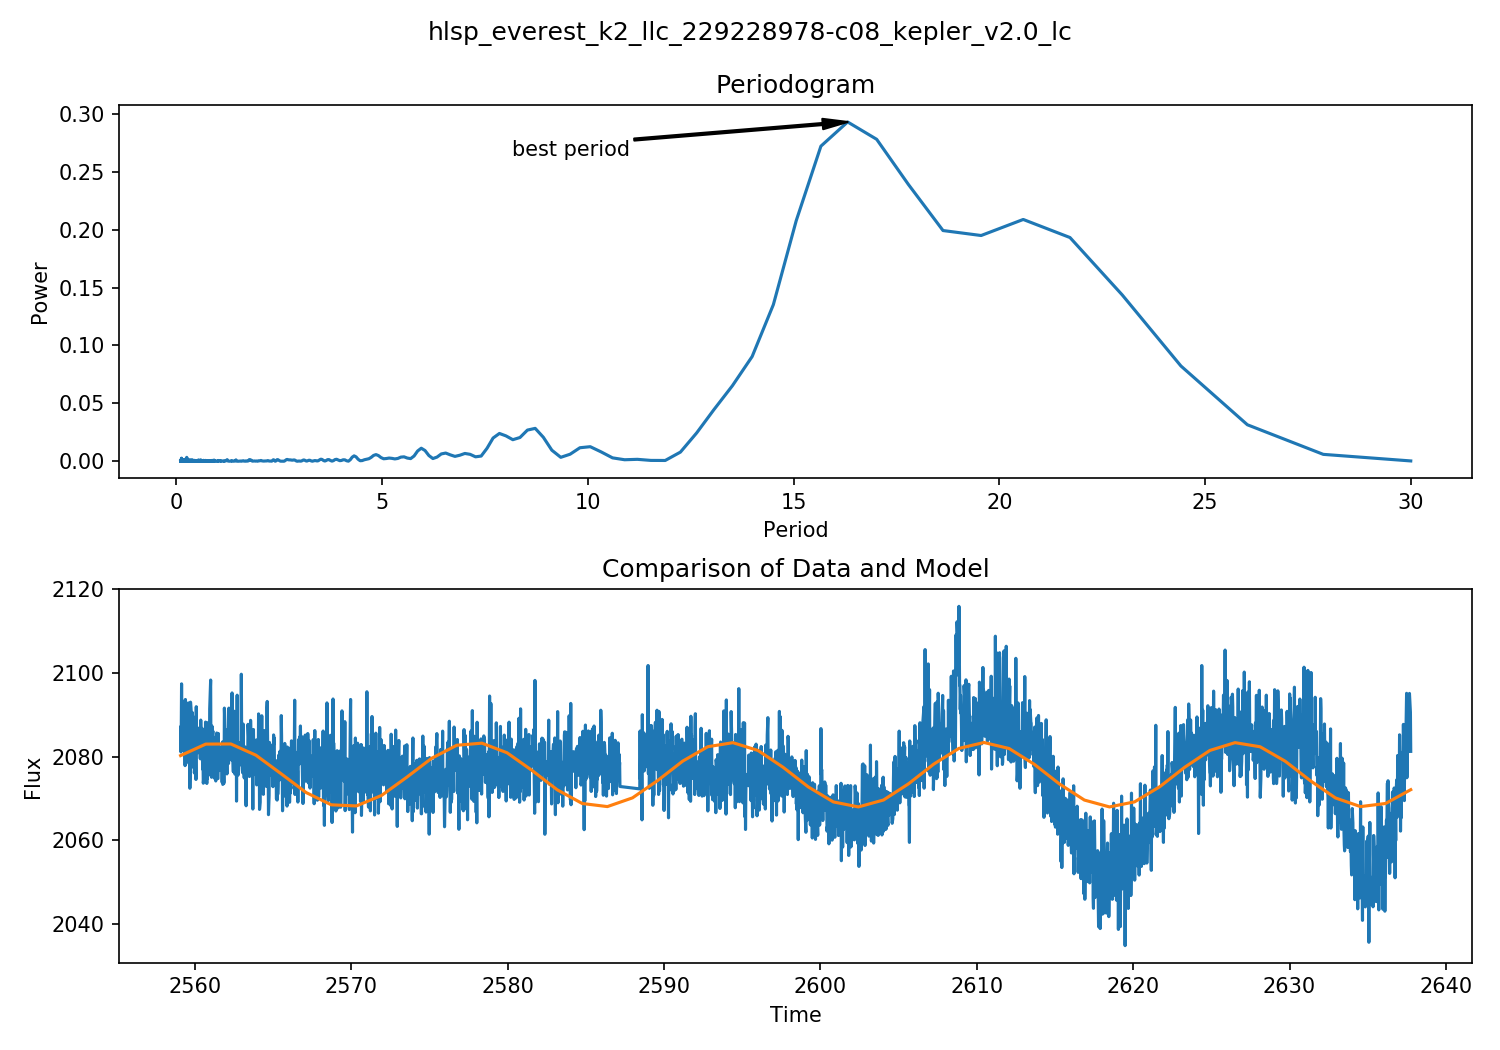 hlsp_everest_k2_llc_229228978-c08_kepler_v2.0_lc
Periodogram
0.30
0.25
0.20
0.15
0.10
0.05
0.00
Power
best period
0 5 10 15 20 25 30
Period
Comparison of Data and Model
2120
2100
2080
2060
2040
Flux
2560 2570 2580 2590 2600 2610 2620 2630 2640
Time